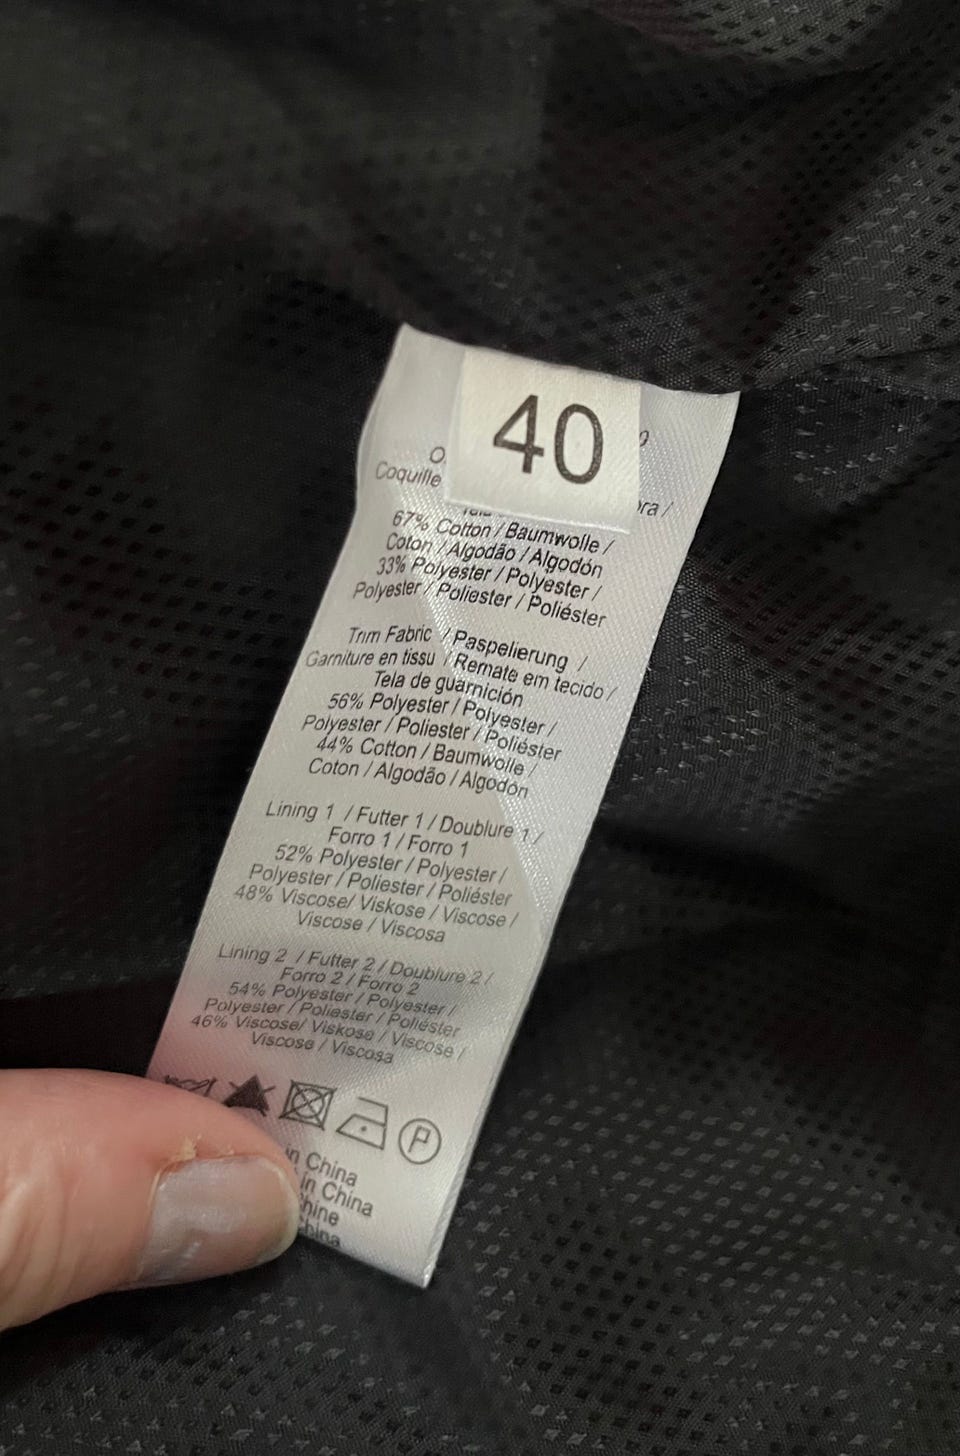 40
Coquille
67% Cotton / Baumwolle /
Coton / Algodão / Algodón
33% Polyester / Polyester /
Polyester / Poliester / Poliéster
Trim Fabric / Paspelierung /
Garniture en tissu / Remate em tecido /
Tela de guarnición
56% Polyester / Polyester /
Polyester / Poliester / Poliéster
44% Cotton / Baumwolle /
Coton / Algodão / Algodón
Lining 1 / Futter 1 / Doublure 1 /
Forro 1 / Forro 1
52% Polyester / Polyester /
Polyester / Poliester / Poliéster
48% Viscose/ Viskose / Viscose /
Viscose / Viscosa
Lining 2 / Futter 2 / Doublure 2 /
Forro 2 / Forro 2
54% Polyester / Polyester /
Polyester / Poliester / Poliéster
46% Viscose/ Viskose / Viscose /
Viscose / Viscosa
P
in China
in China
hine
China